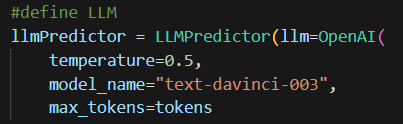 #define LLM
llmPredictor = LLMPredictor(llm=OpenAI(
    temperature=0.5,
    model_name="text-davinci-003",
    max_tokens=tokens